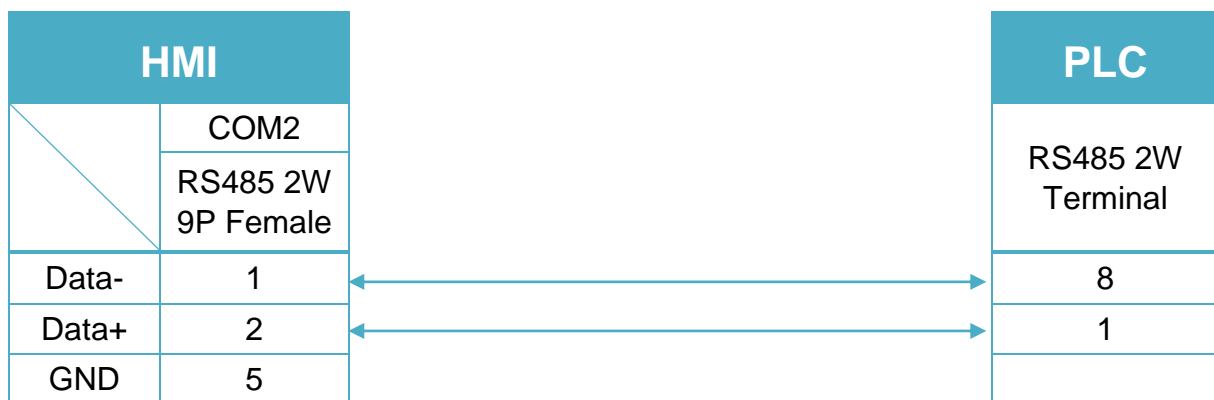 HMI
PLC
COM2
RS485 2W
9P Female
RS485 2W
Terminal
Data- 1 8
Data+ 2 1
GND 5